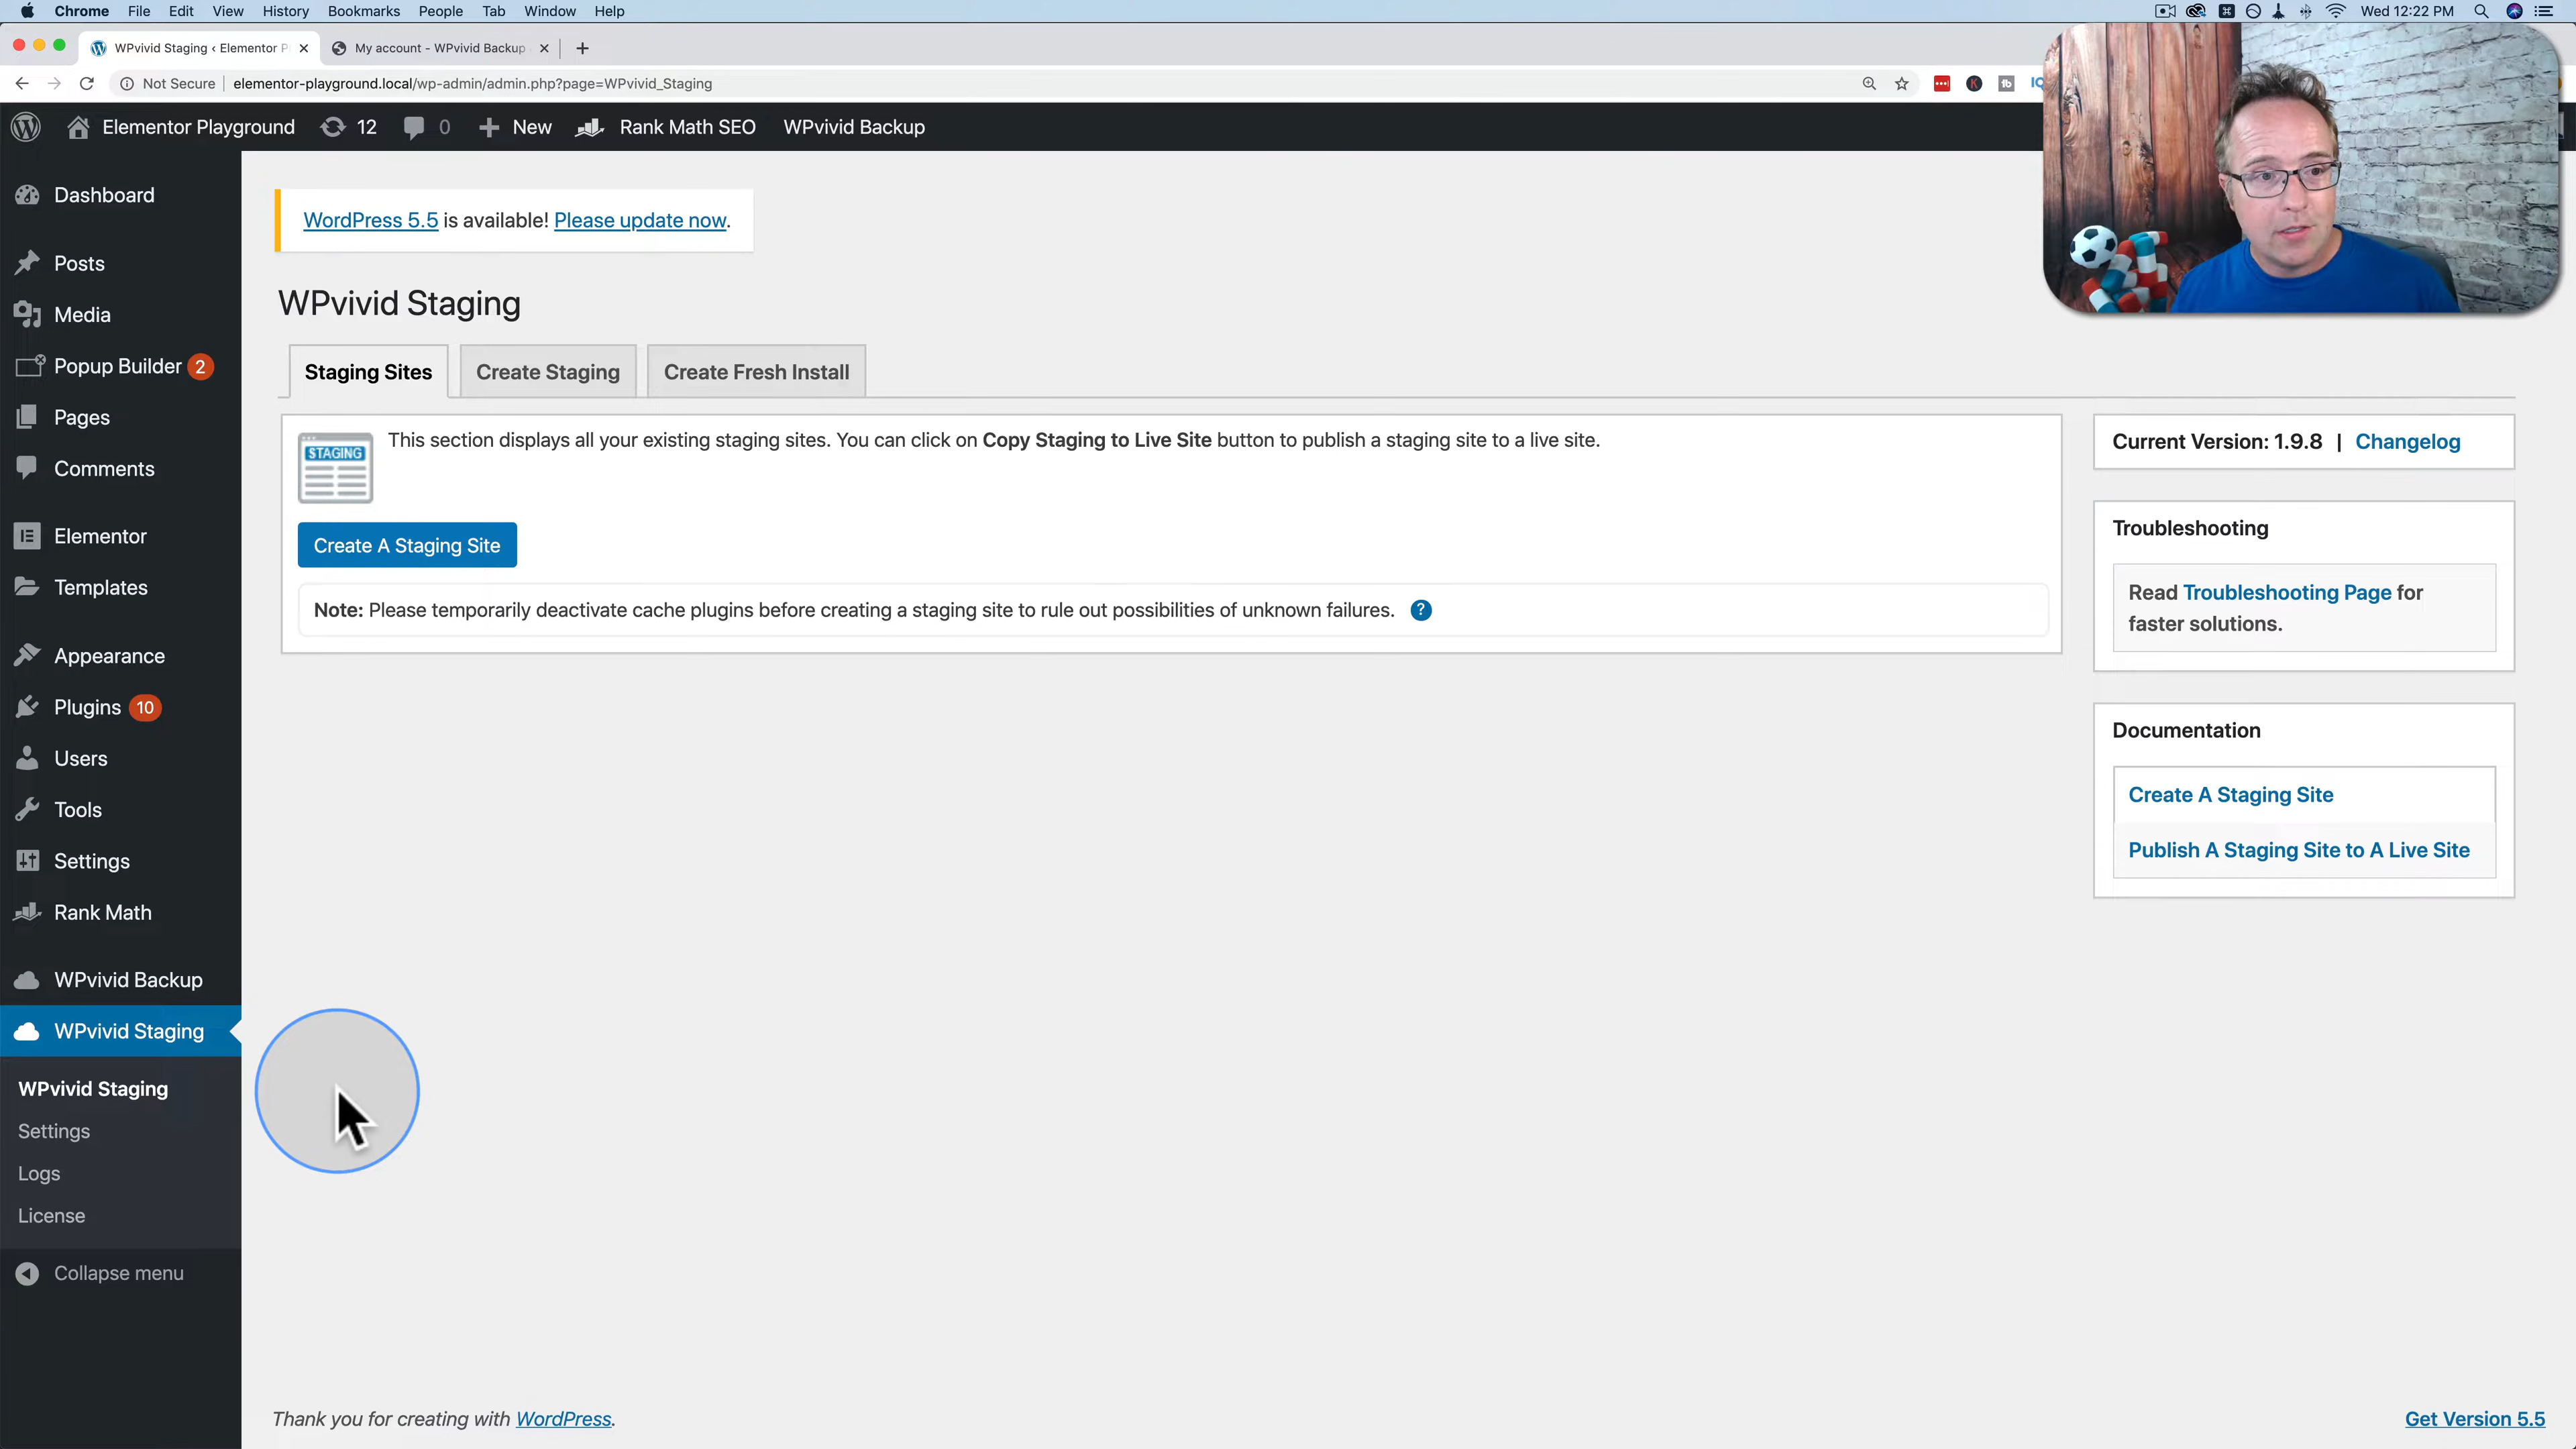 Chrome File Edit View History Bookmarks People Tab Window Help Wed 12:22 PM
WPvivid Staging ‹ Elementor P My account - WPvivid Backup
Not Secure elementor-playground.local/wp-admin/admin.php?page=WPvivid_Staging
Elementor Playground 12 0 New Rank Math SEO WPvivid Backup
Dashboard
Posts
Media
Popup Builder 2
Pages
Comments
Elementor
Templates
Appearance
Plugins 10
Users
Tools
Settings
Rank Math
WPvivid Backup
WPvivid Staging
WPvivid Staging
Settings
Logs
License
Collapse menu
WordPress 5.5 is available! Please update now.
WPvivid Staging
Staging Sites Create Staging Create Fresh Install
STAGING
This section displays all your existing staging sites. You can click on Copy Staging to Live Site button to publish a staging site to a live site.
Create A Staging Site
Note: Please temporarily deactivate cache plugins before creating a staging site to rule out possibilities of unknown failures. ?
Current Version: 1.9.8 | Changelog
Troubleshooting
Read Troubleshooting Page for
faster solutions.
Documentation
Create A Staging Site
Publish A Staging Site to A Live Site
Thank you for creating with WordPress.
Get Version 5.5